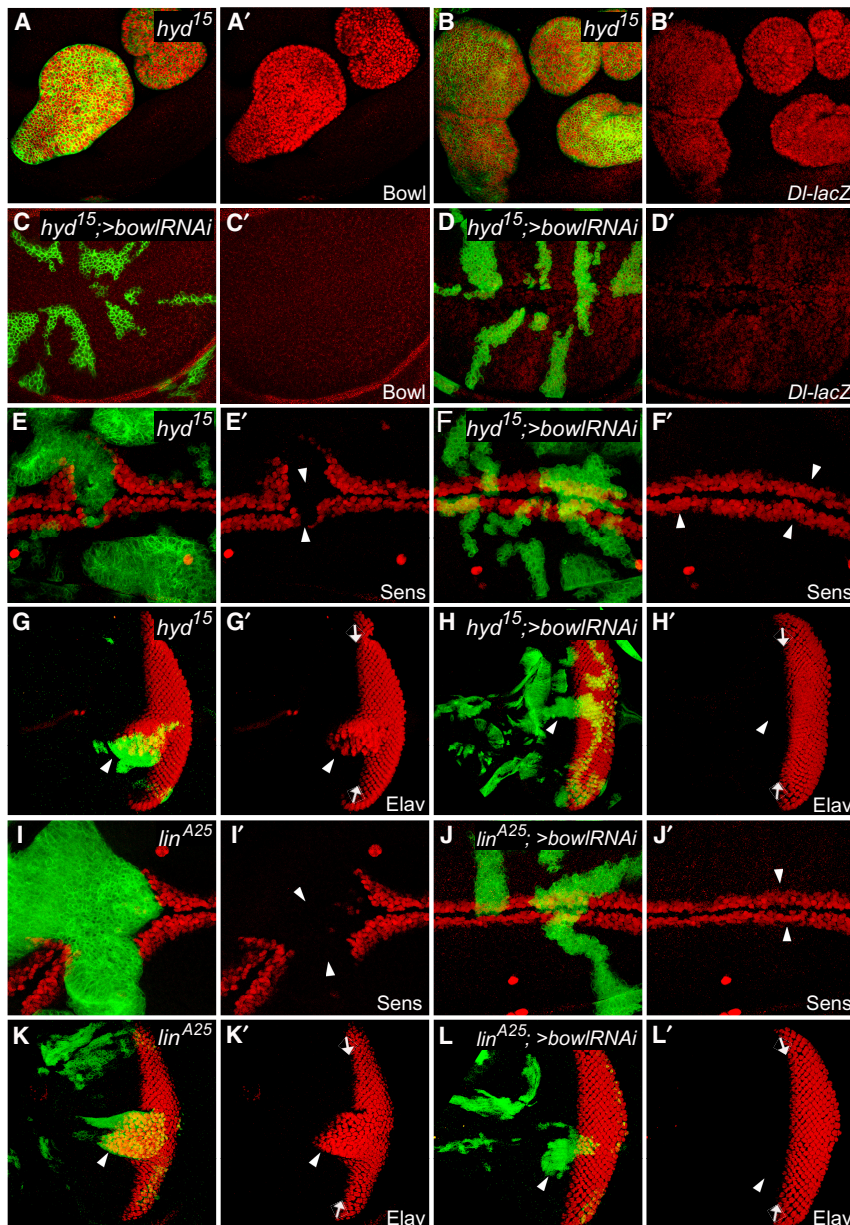 A hyd15
A′ Bowl
B hyd15
B′ Dl-lacZ
C hyd15;>bowlRNAi
C′ Bowl
D hyd15;>bowlRNAi
D′ Dl-lacZ
E hyd15
E′ Sens
F hyd15;>bowlRNAi
F′ Sens
G hyd15
G′ Elav
H hyd15;>bowlRNAi
H′ Elav
I linA25
I′ Sens
J linA25; >bowlRNAi
J′ Sens
K linA25
K′ Elav
L linA25; >bowlRNAi
L′ Elav